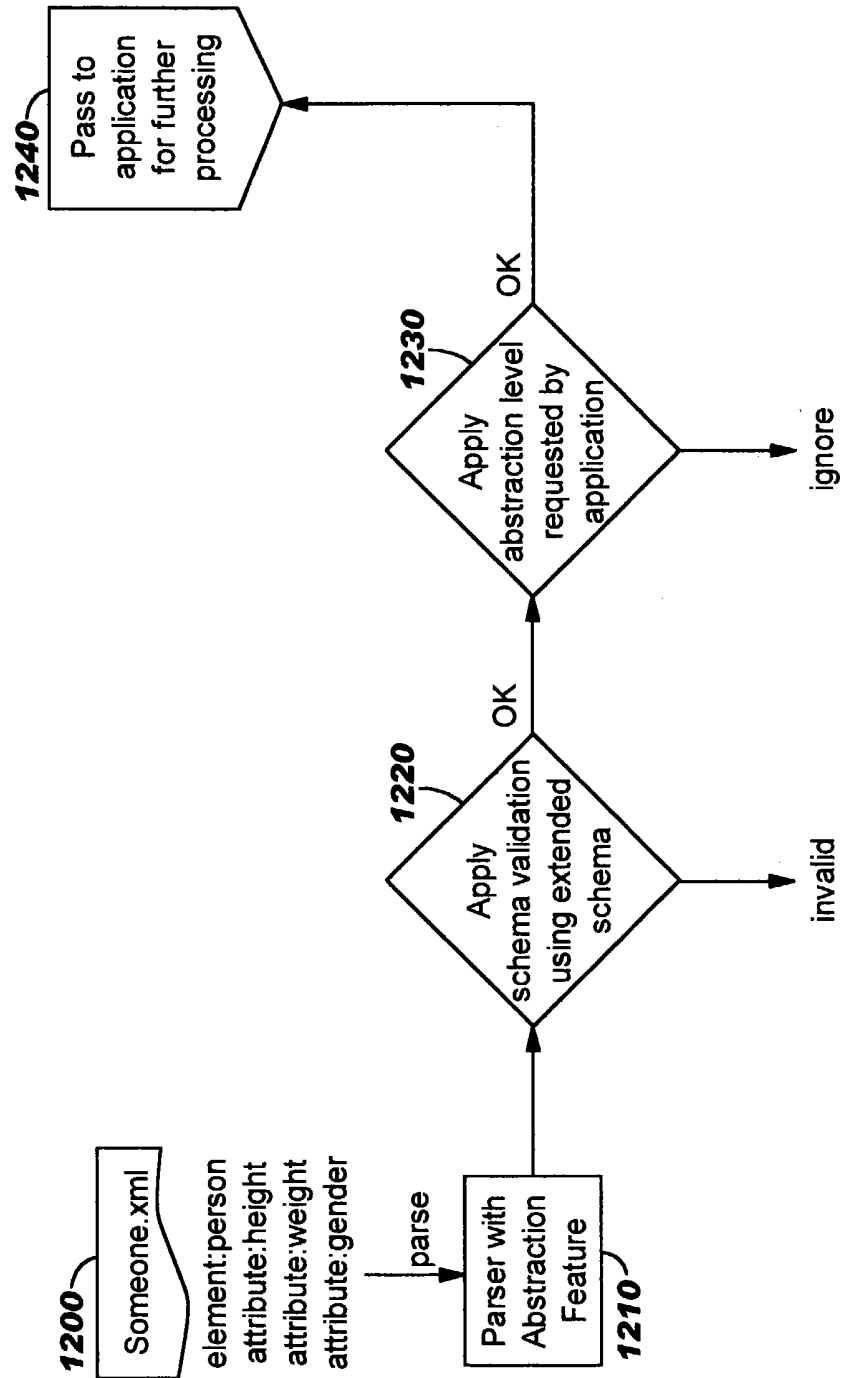 1200
Someone.xml
element:person
attribute:height
attribute:weight
attribute:gender
parse
Parser with
Abstraction
Feature
1210
1220
Apply
schema validation
using extended
schema
OK
invalid
1230
Apply
abstraction level
requested by
application
OK
ignore
1240
Pass to
application
for further
processing